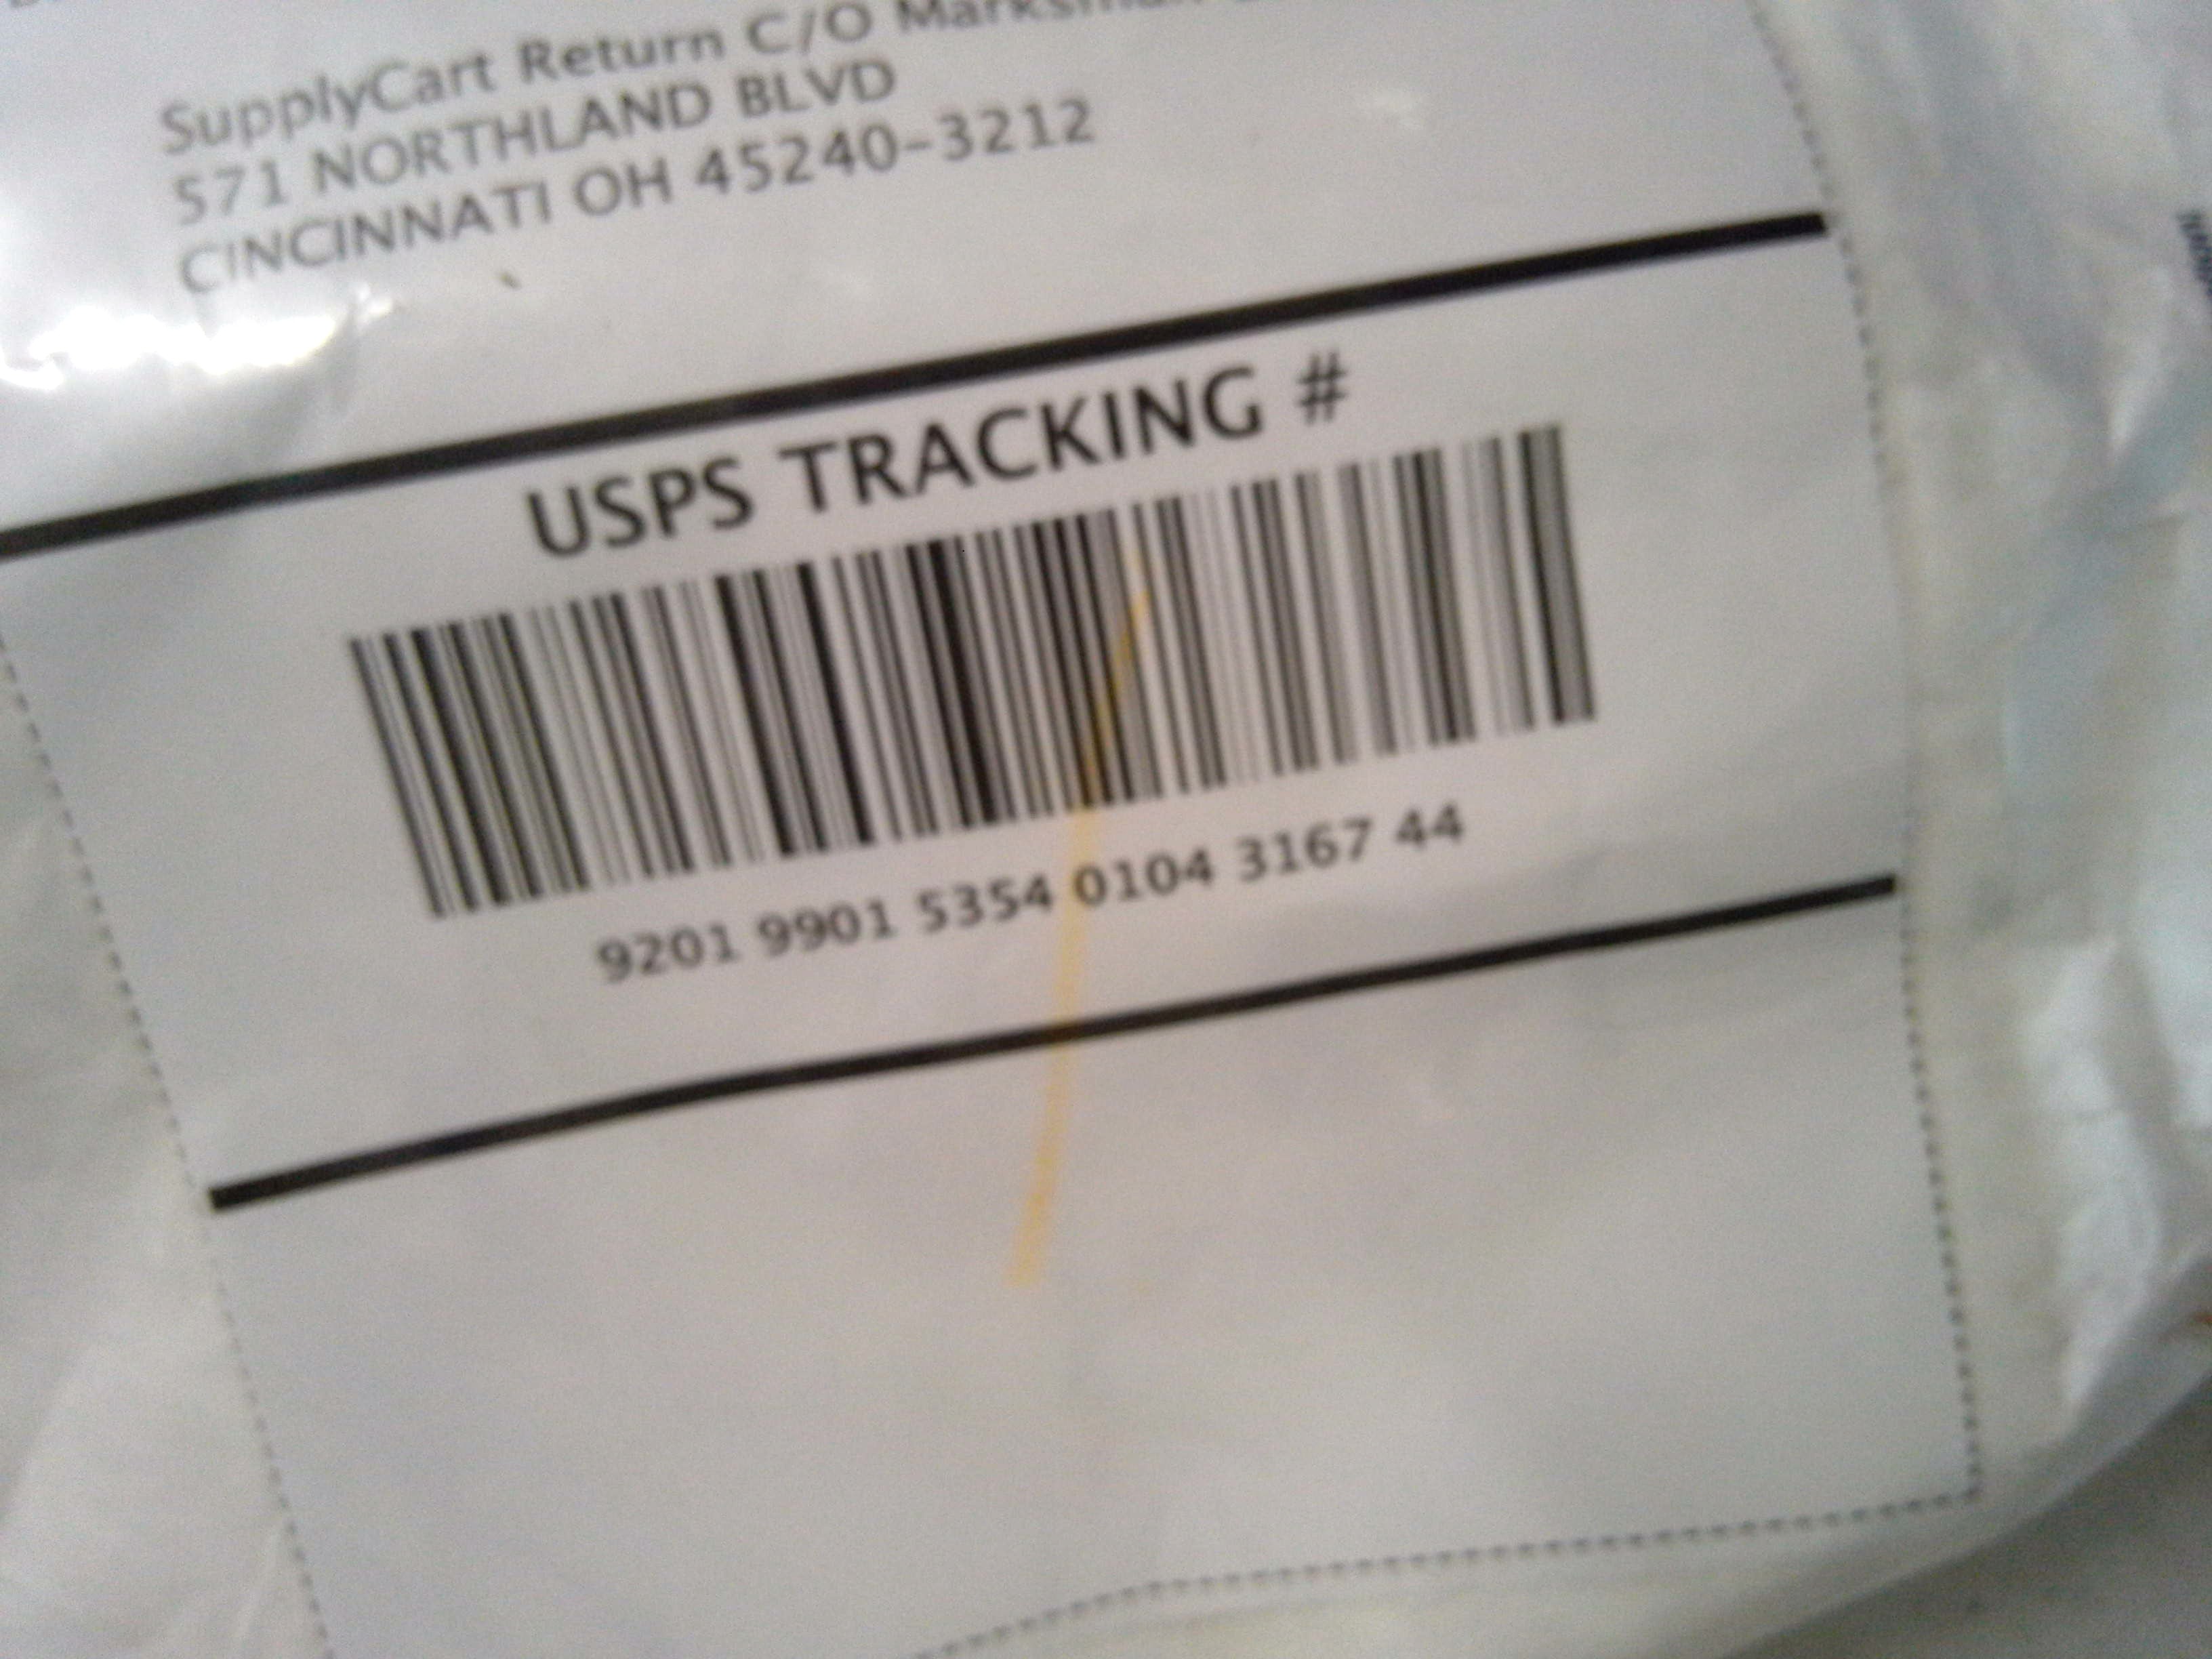 SupplyCart Return C/O
571 NORTHLAND BLVD
CINCINNATI OH 45240-3212
USPS TRACKING #
9201 9901 5354 0104 3167 44